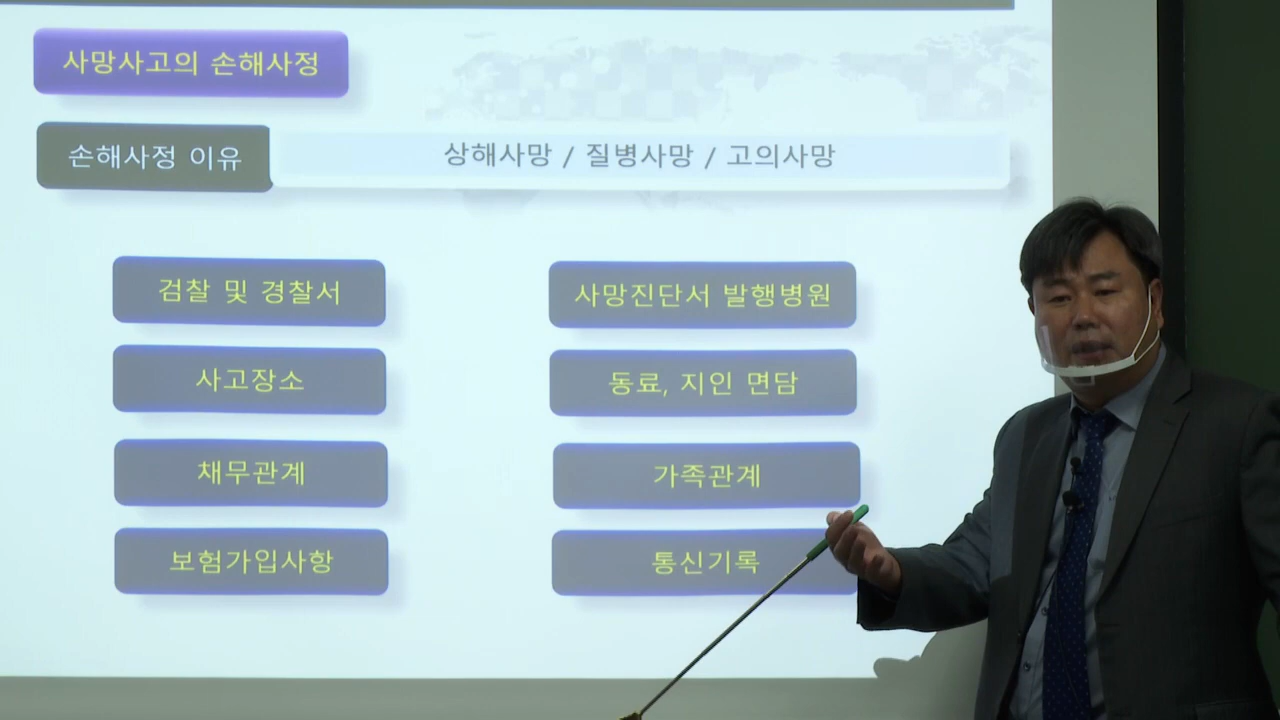 사망사고의 손해사정
손해사정 이유
상해사망 / 질병사망 / 고의사망
검찰 및 경찰서
사망진단서 발행병원
사고장소
동료, 지인 면담
채무관계
가족관계
보험가입사항
통신기록